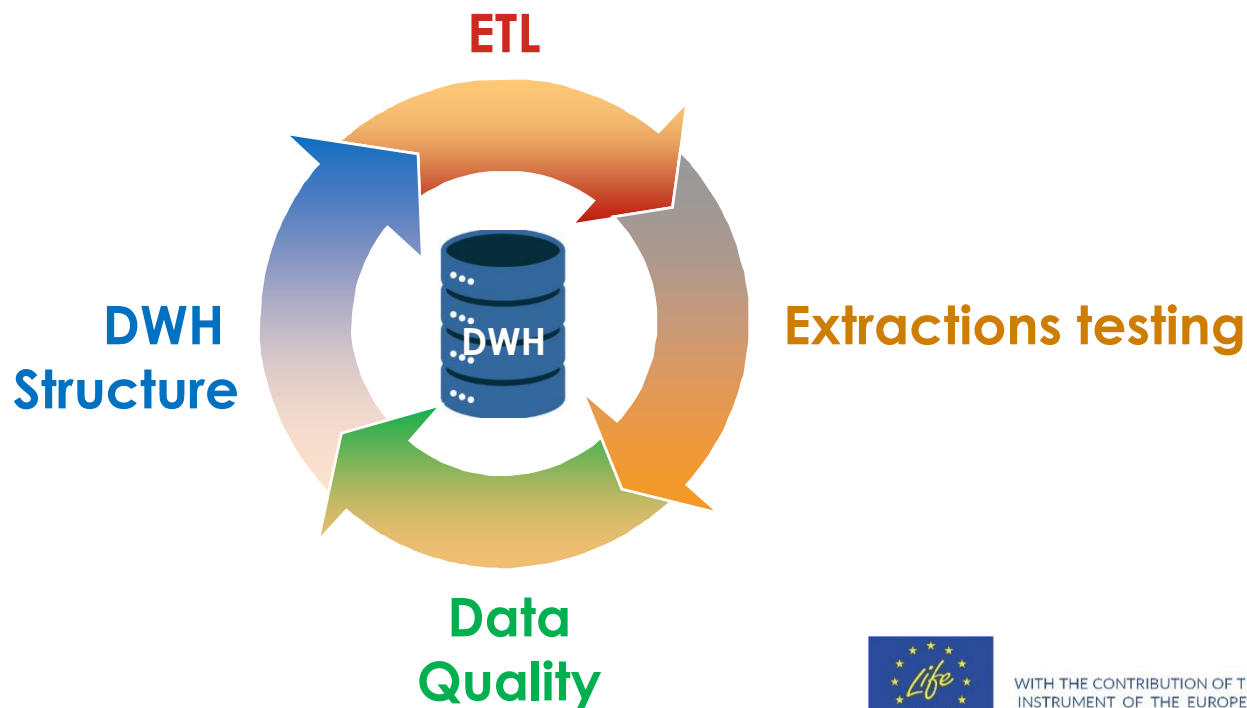 ETL
DWH
Structure
DWH
Extractions testing
Data
Quality
Life
WITH THE CONTRIBUTION OF T
INSTRUMENT OF THE EUROPE